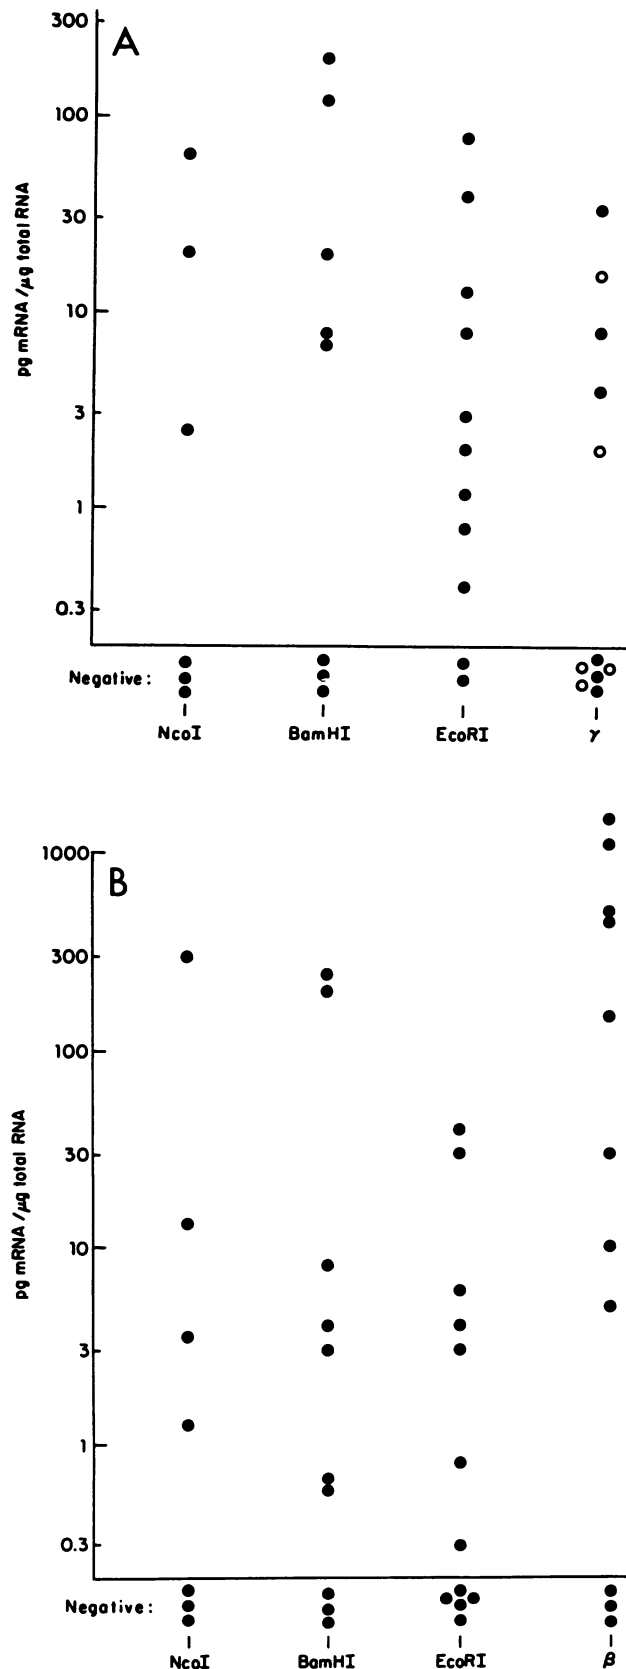 A
300
100
30
10
3
1
0.3
pg mRNA/μg total RNA
Negative:
NcoI BamHI EcoRI γ
B
1000
300
100
30
10
3
1
0.3
pg mRNA/μg total RNA
Negative:
NcoI BamHI EcoRI β